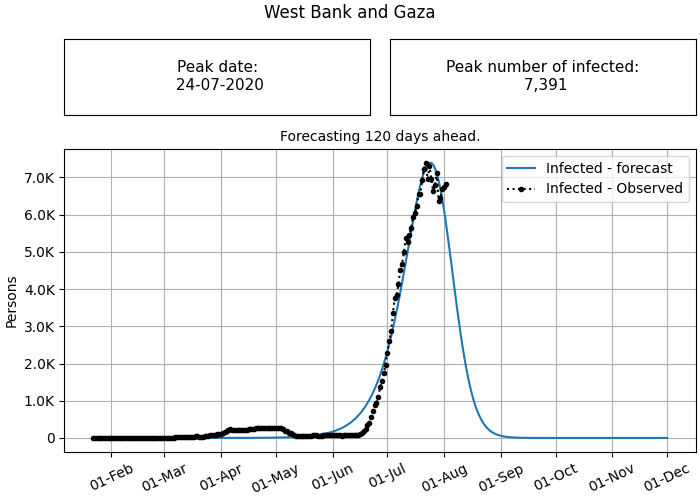 West Bank and Gaza
Peak date:
24-07-2020
Peak number of infected:
7,391
Forecasting 120 days ahead.
Infected - forecast
Infected - Observed
Persons
7.0K
6.0K
5.0K
4.0K
3.0K
2.0K
1.0K
0
01-Feb
01-Mar
01-Apr
01-May
01-Jun
01-Jul
01-Aug
01-Sep
01-Oct
01-Nov
01-Dec